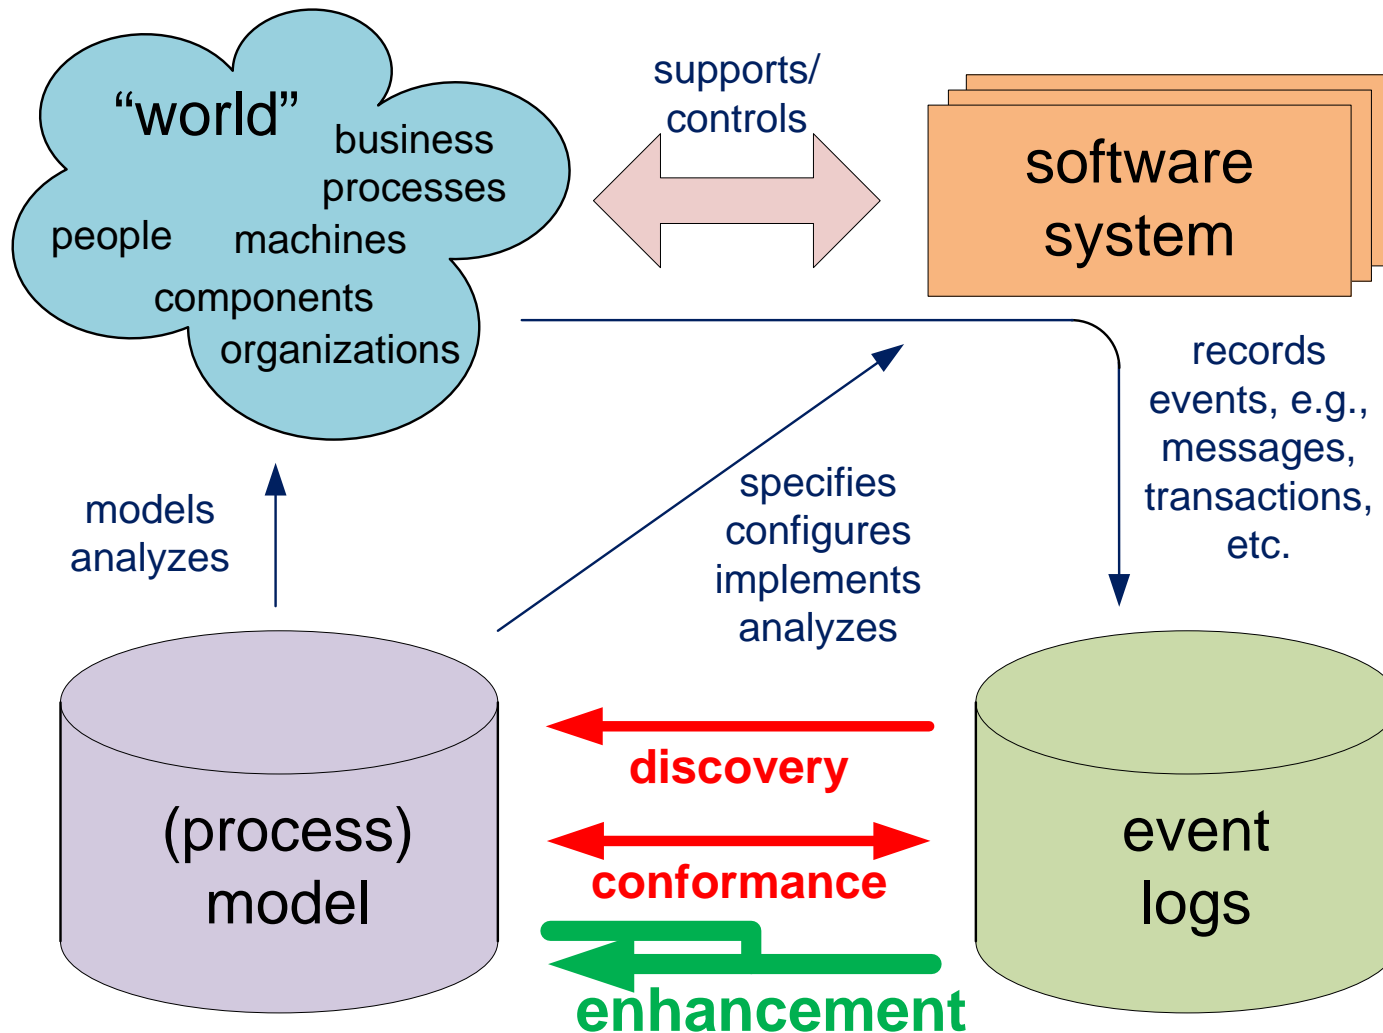 “world”
business
processes
people
machines
components
organizations
supports/
controls
software
system
records
events, e.g.,
messages,
transactions,
etc.
models
analyzes
specifies
configures
implements
analyzes
discovery
(process)
model
conformance
event
logs
enhancement